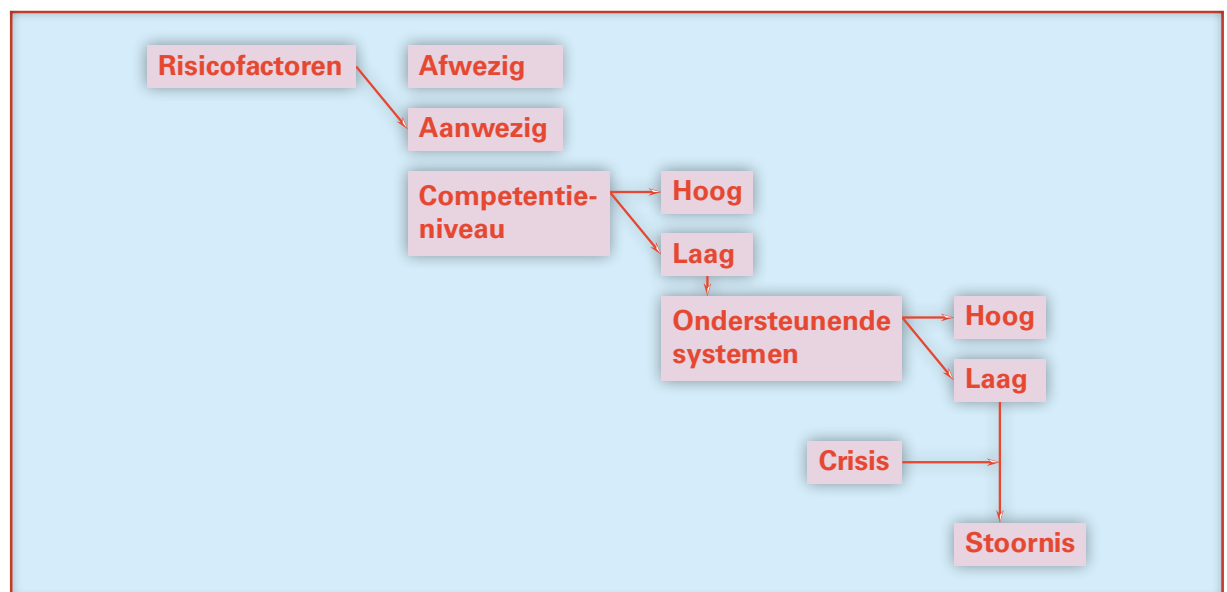 Risicofactoren
Afwezig
Aanwezig
Competentie-
niveau
Hoog
Laag
Ondersteunende
systemen
Hoog
Laag
Crisis
Stoornis